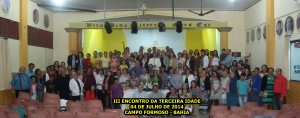 III ENCONTRO DA TERCEIRA IDADE
04 DE JULHO DE 2014
CAMPO FORMOSO - BAHIA